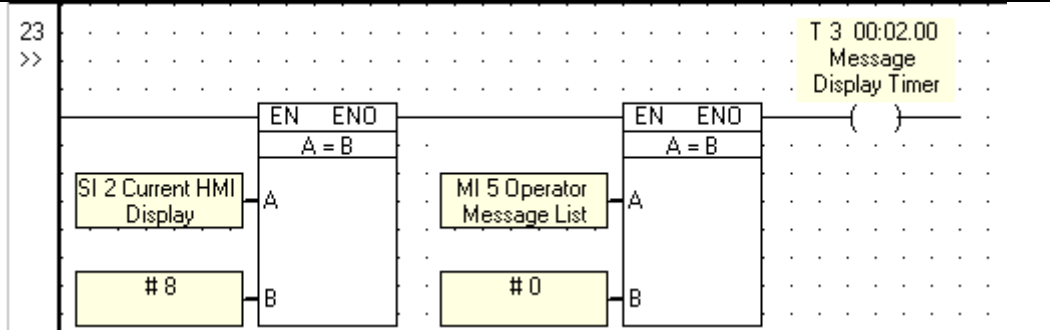 23
>>
T 3 00:02.00
Message
Display Timer
EN ENO
A = B
SI 2 Current HMI
Display
A
# 8
B
EN ENO
A = B
MI 5 Operator
Message List
A
# 0
B
( )